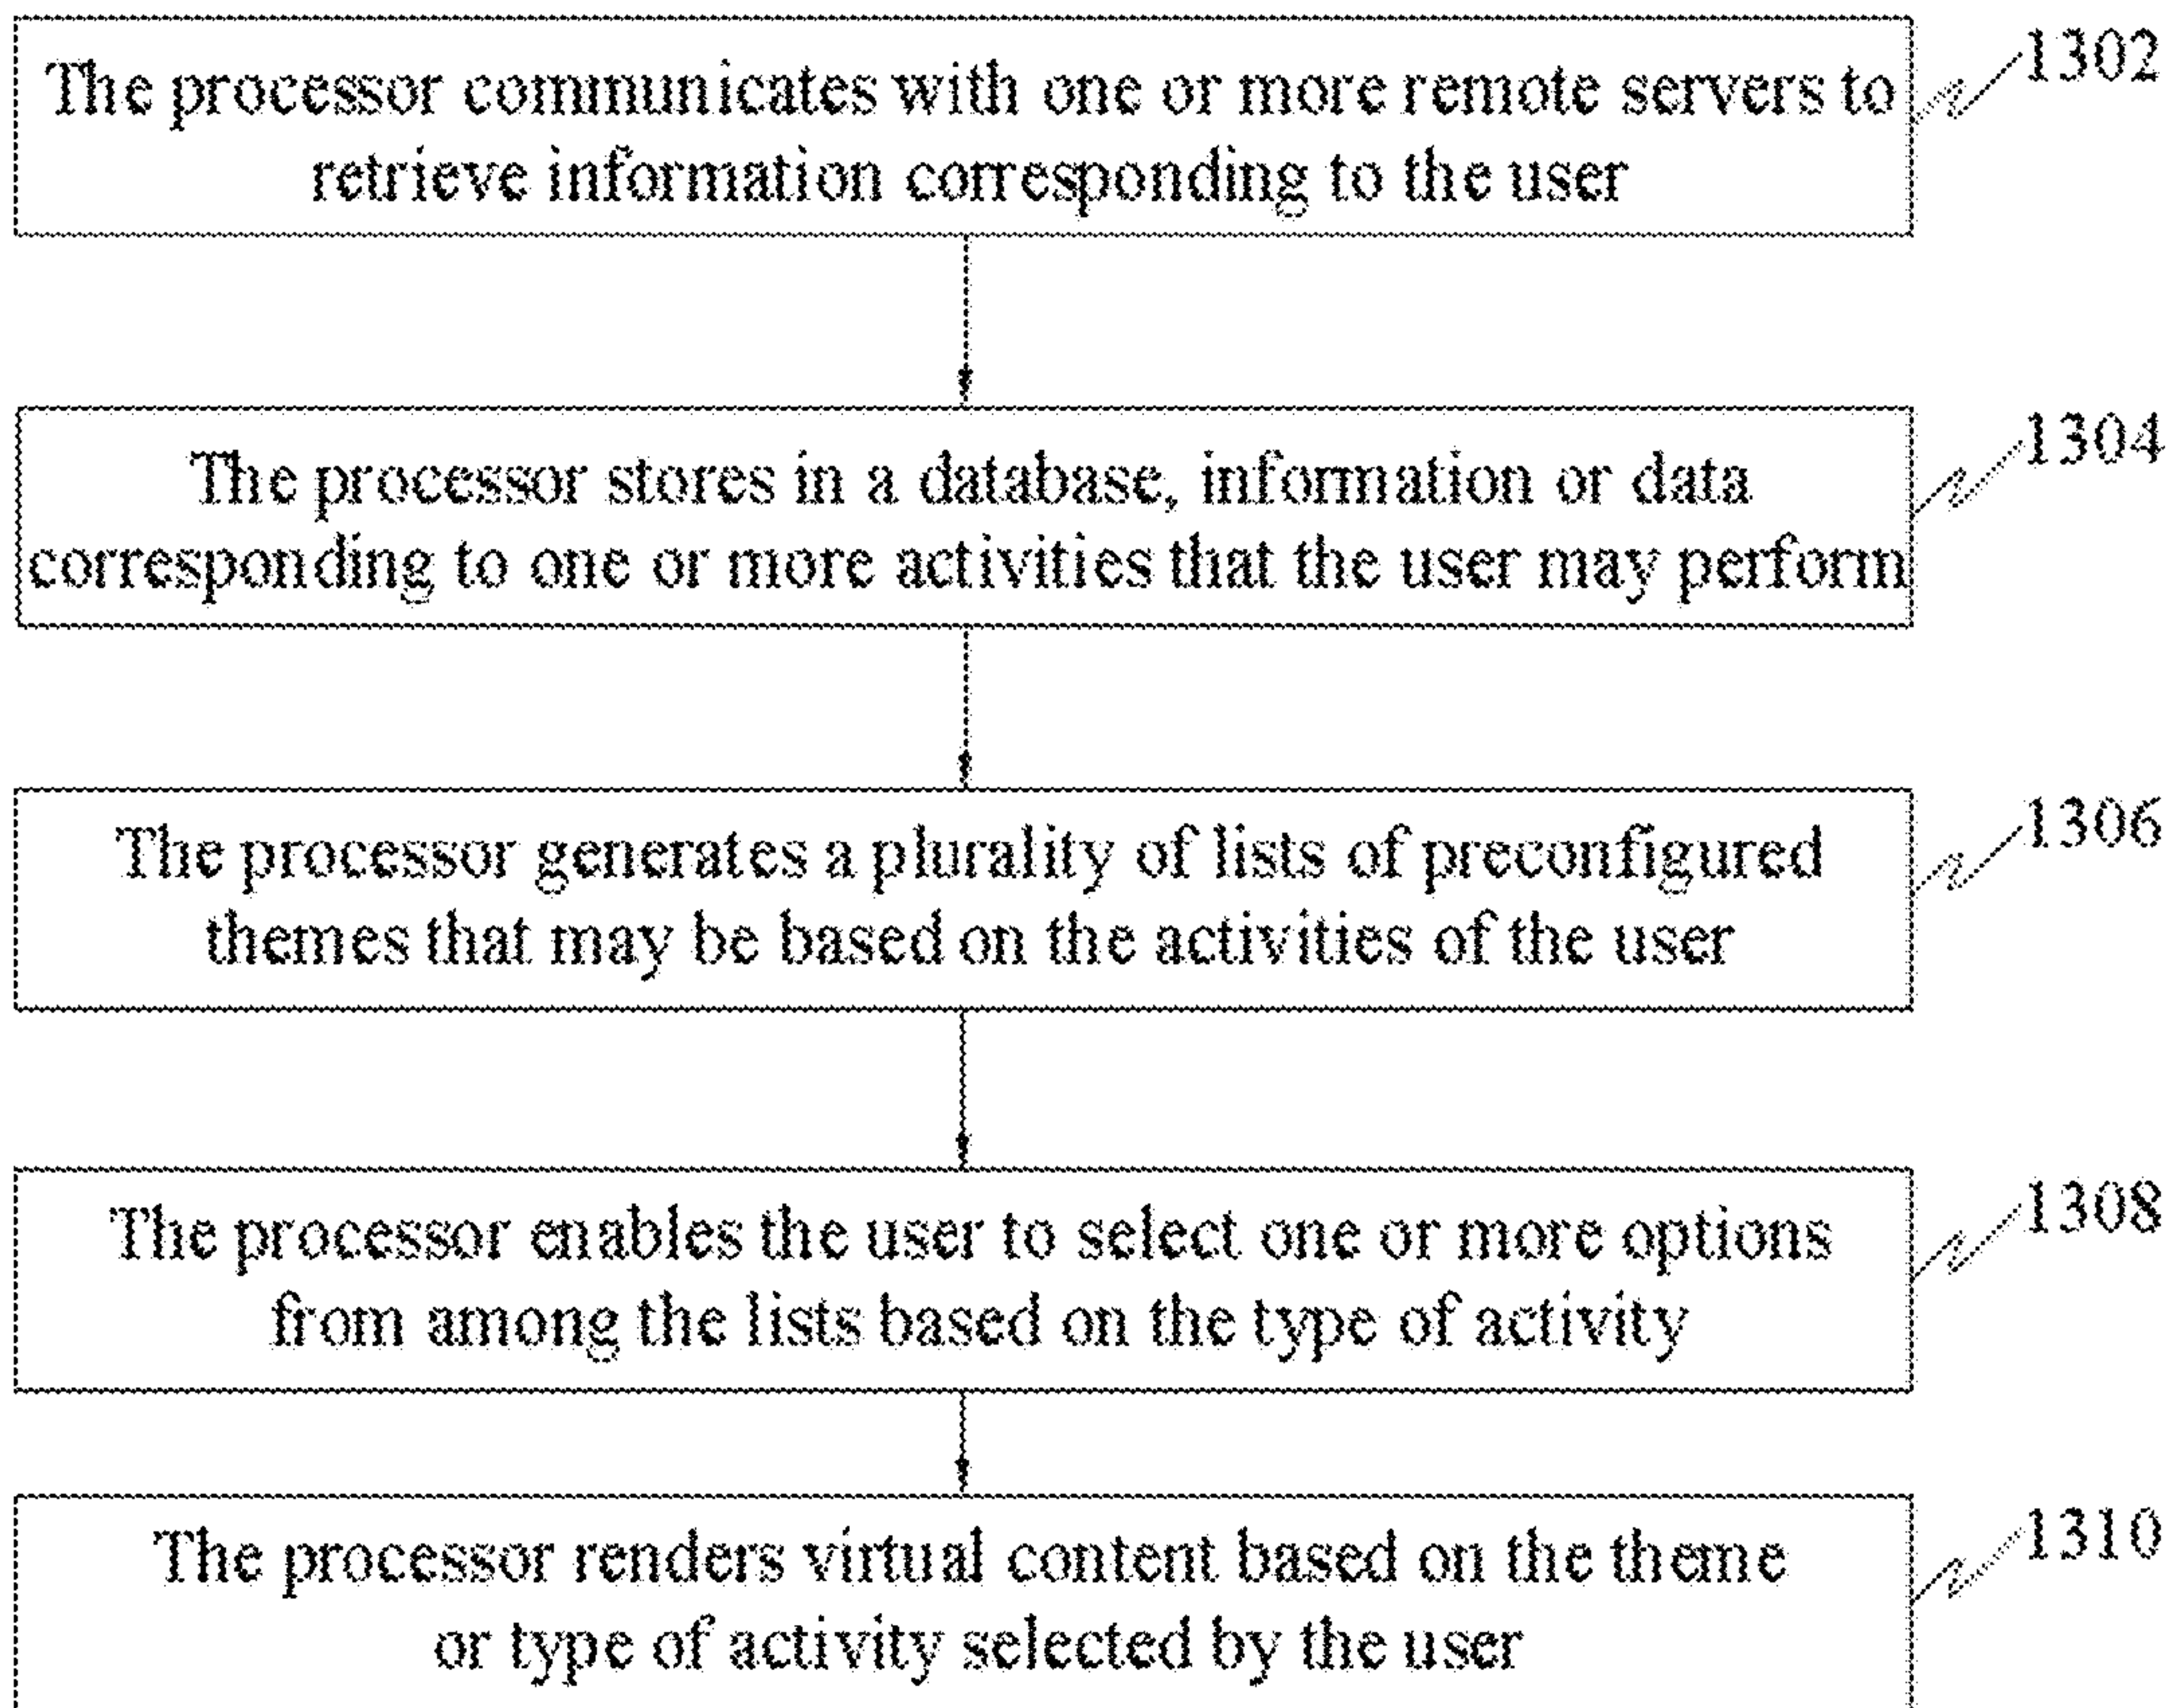 The processor communicates with one or more remote servers to
retrieve information corresponding to the user
1302
The processor stores in a database, information or data
corresponding to one or more activities that the user may perform
1304
The processor generates a plurality of lists of preconfigured
themes that may be based on the activities of the user
1306
The processor enables the user to select one or more options
from among the lists based on the type of activity
1308
The processor renders virtual content based on the theme
or type of activity selected by the user
1310